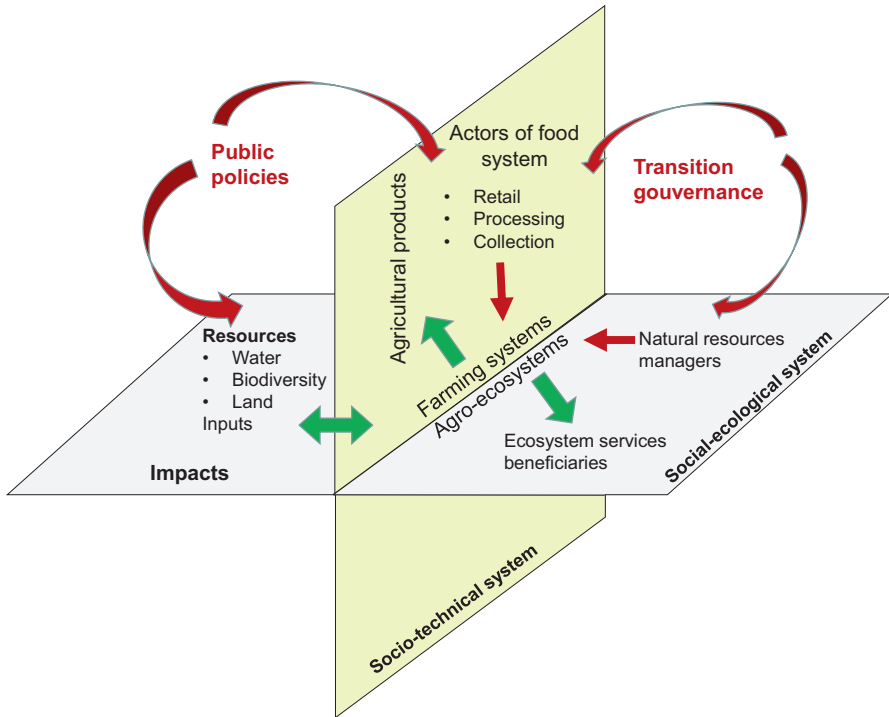 Public
policies
Actors of food
system
• Retail
• Processing
• Collection
Transition
gouvernance
Agricultural products
Resources
• Water
• Biodiversity
• Land
Inputs
Impacts
Farming systems
Agro-ecosystems
Natural resources
managers
Ecosystem services
beneficiaries
Social-ecological system
Socio-technical system